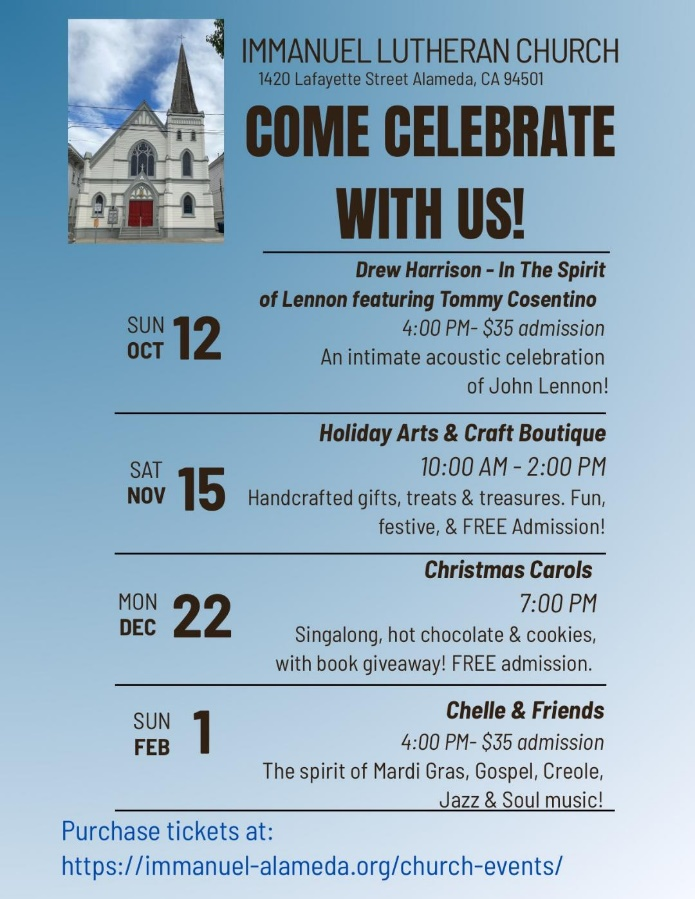 IMMANUEL LUTHERAN CHURCH
1420 Lafayette Street Alameda, CA 94501
COME CELEBRATE
WITH US!
SUN
OCT
12
Drew Harrison - In The Spirit
of Lennon featuring Tommy Cosentino
4:00 PM- $35 admission
An intimate acoustic celebration
of John Lennon!
SAT
NOV
15
Holiday Arts & Craft Boutique
10:00 AM - 2:00 PM
Handcrafted gifts, treats & treasures. Fun,
festive, & FREE Admission!
MON
DEC
22
Christmas Carols
7:00 PM
Singalong, hot chocolate & cookies,
with book giveaway! FREE admission.
SUN
FEB
1
Chelle & Friends
4:00 PM- $35 admission
The spirit of Mardi Gras, Gospel, Creole,
Jazz & Soul music!
Purchase tickets at:
https://immanuel-alameda.org/church-events/